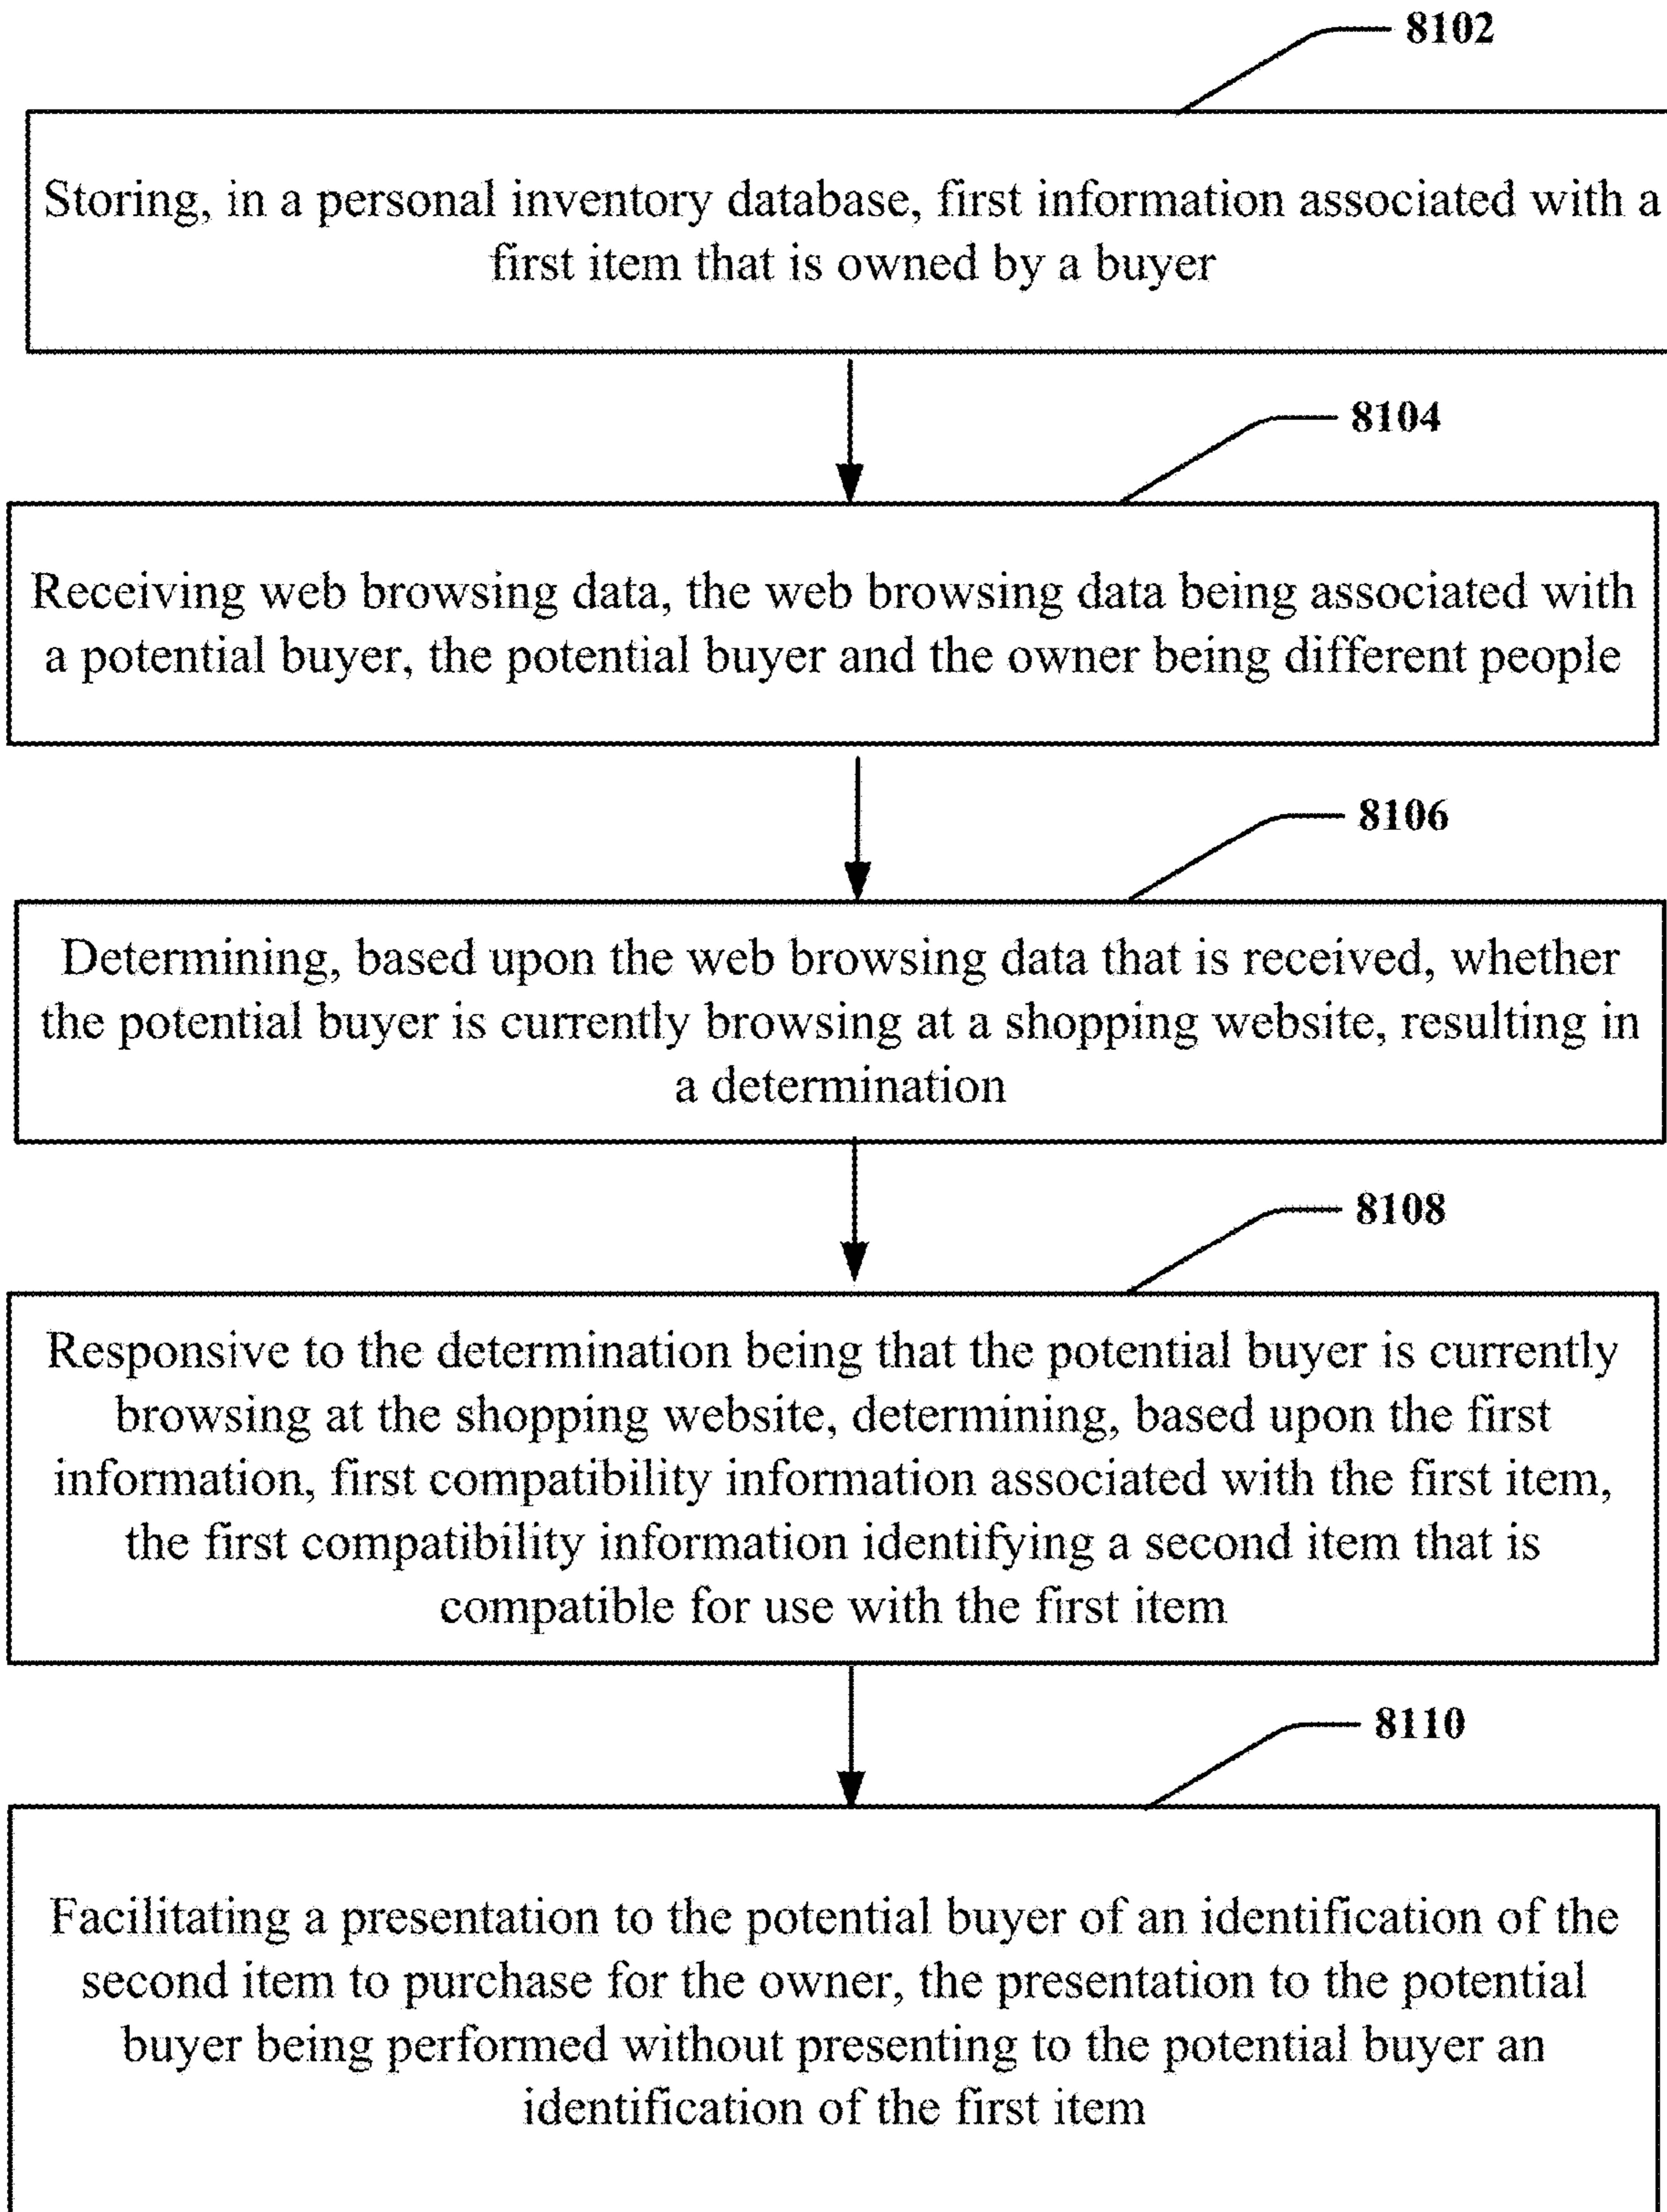 8102
Storing, in a personal inventory database, first information associated with a
first item that is owned by a buyer
8104
Receiving web browsing data, the web browsing data being associated with
a potential buyer, the potential buyer and the owner being different people
8106
Determining, based upon the web browsing data that is received, whether
the potential buyer is currently browsing at a shopping website, resulting in
a determination
8108
Responsive to the determination being that the potential buyer is currently
browsing at the shopping website, determining, based upon the first
information, first compatibility information associated with the first item,
the first compatibility information identifying a second item that is
compatible for use with the first item
8110
Facilitating a presentation to the potential buyer of an identification of the
second item to purchase for the owner, the presentation to the potential
buyer being performed without presenting to the potential buyer an
identification of the first item